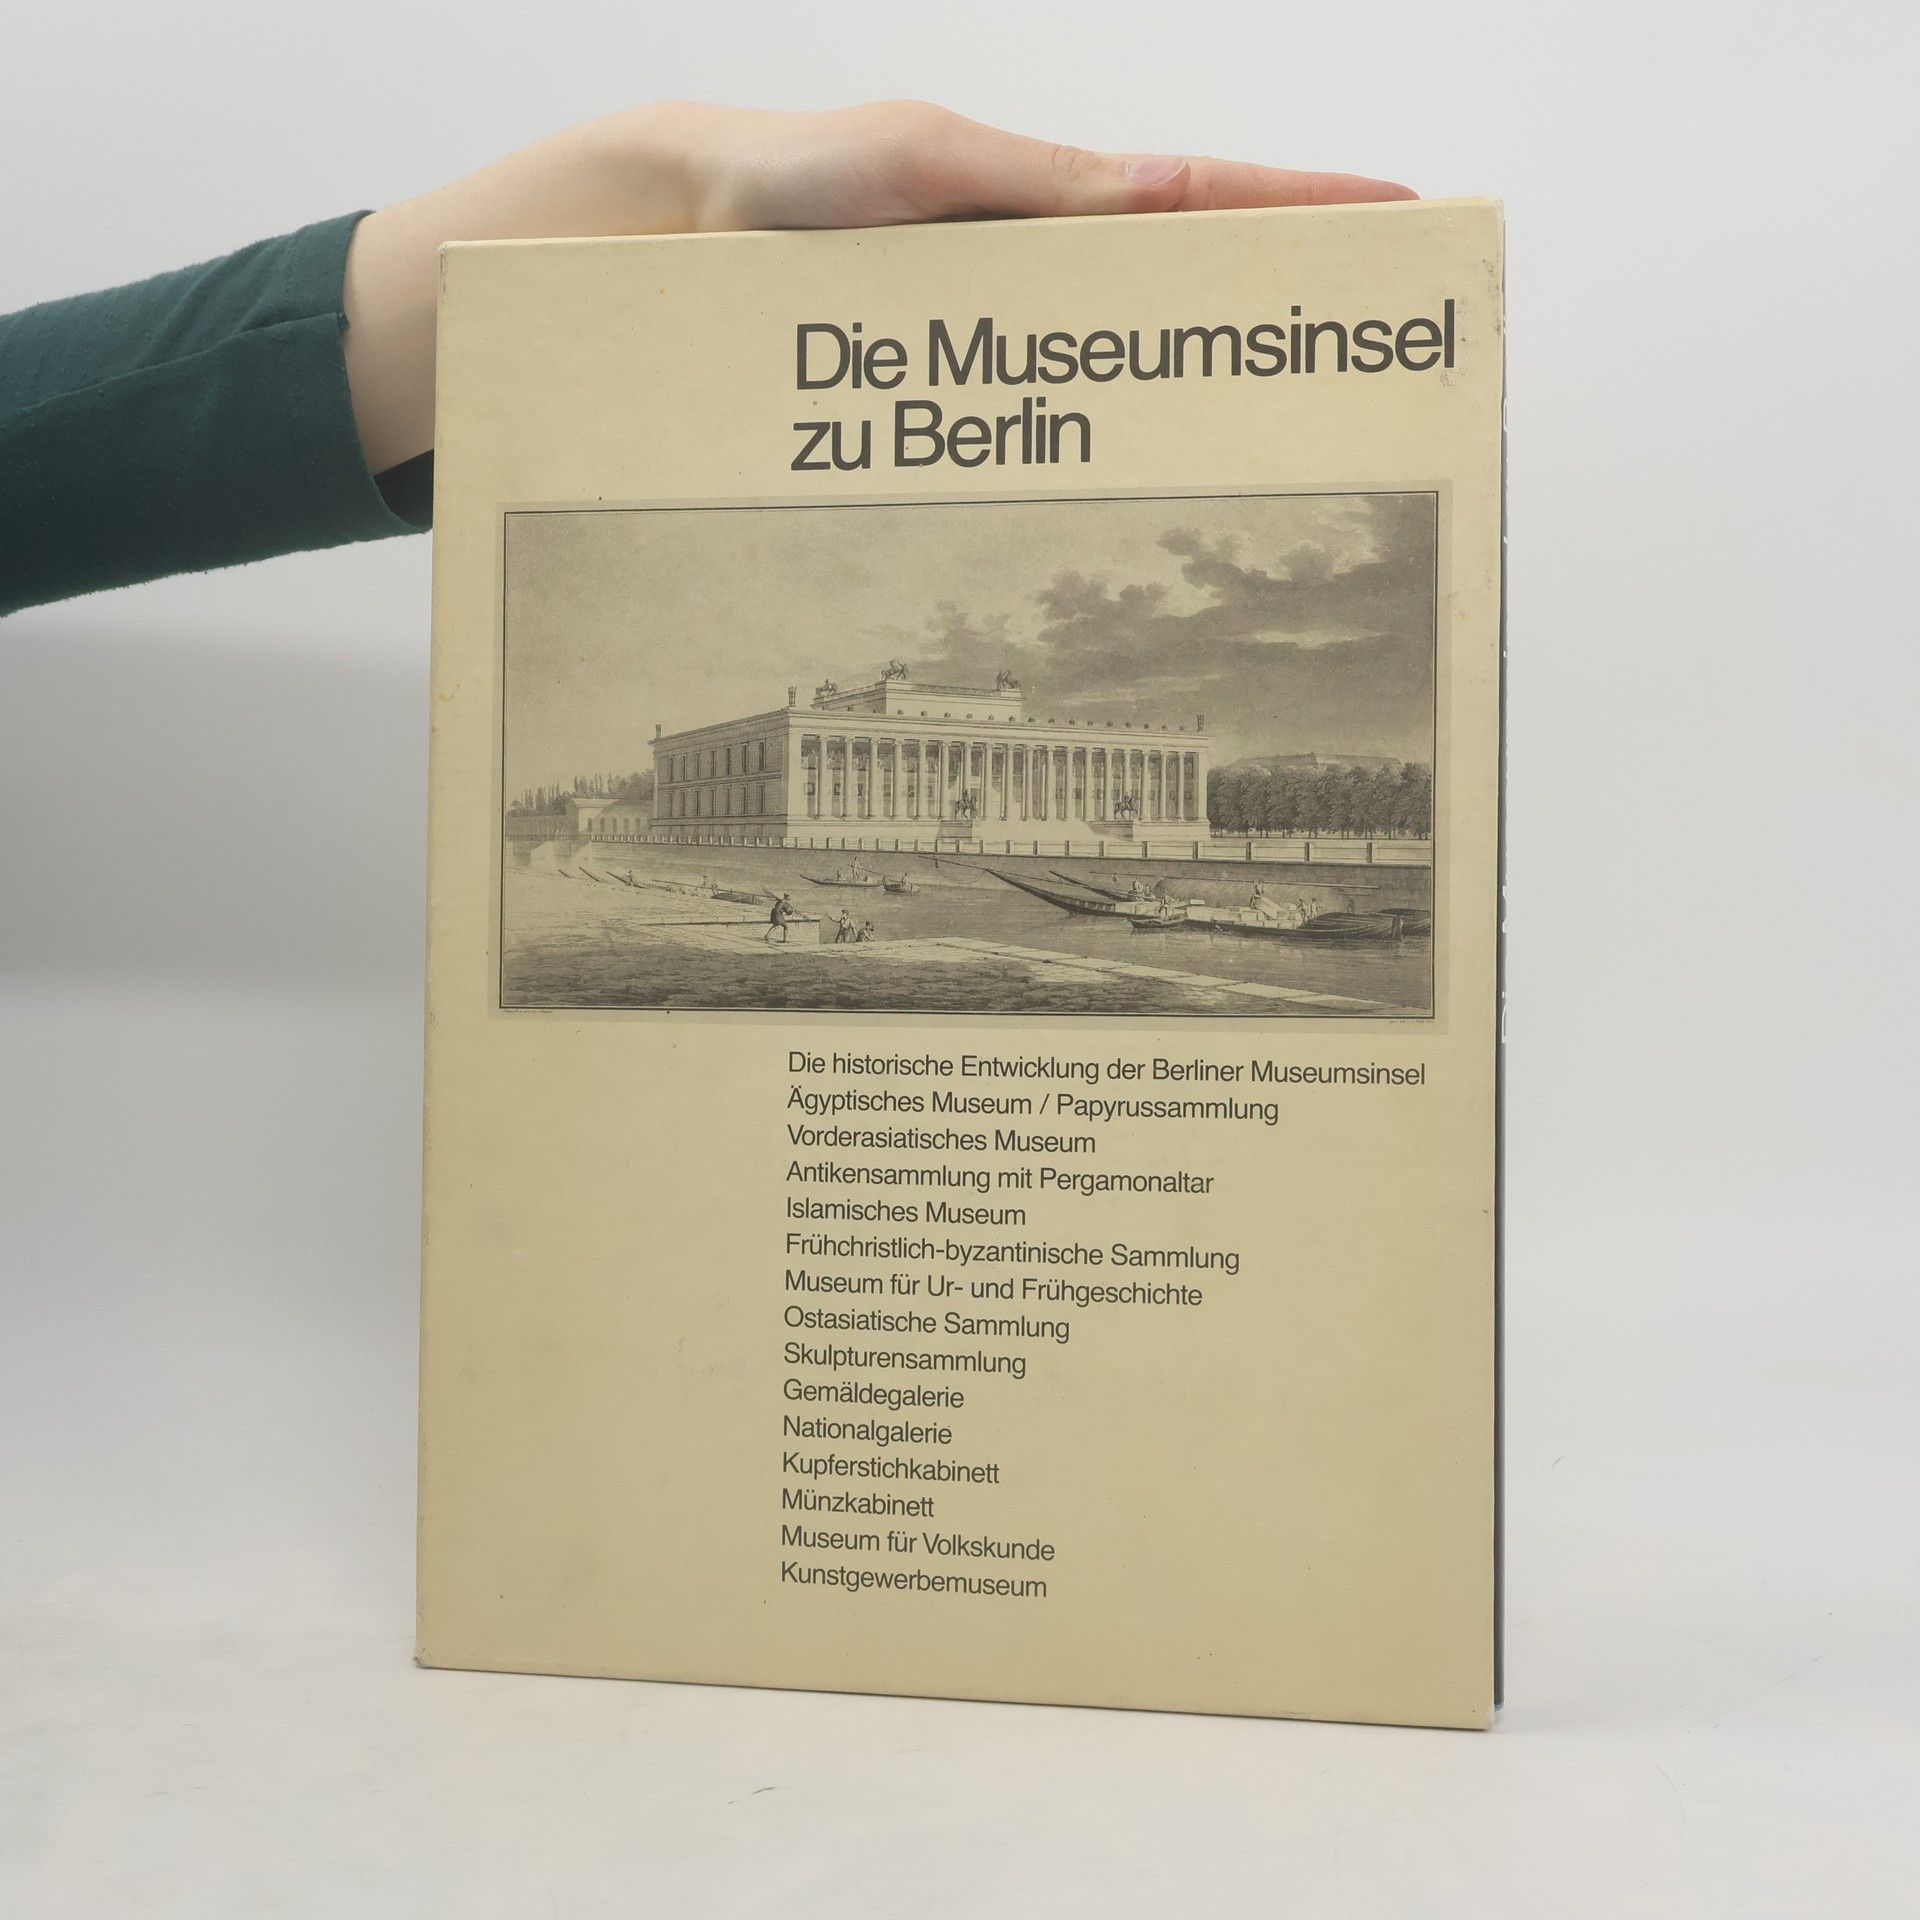 Die Museumsinsel
zu Berlin
Die historische Entwicklung der Berliner Museumsinsel
Ägyptisches Museum / Papyrussammlung
Vorderasiatisches Museum
Antikensammlung mit Pergamonaltar
Islamisches Museum
Frühchristlich-byzantinische Sammlung
Museum für Ur- und Frühgeschichte
Ostasiatische Sammlung
Skulpturensammlung
Gemäldegalerie
Nationalgalerie
Kupferstichkabinett
Münzkabinett
Museum für Volkskunde
Kunstgewerbemuseum